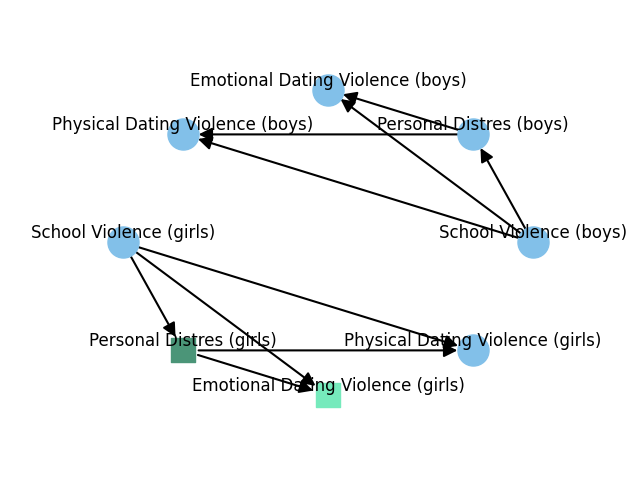 Emotional Dating Violence (boys)
Physical Dating Violence (boys)
Personal Distres (boys)
School Violence (girls)
School Violence (boys)
Personal Distres (girls)
Physical Dating Violence (girls)
Emotional Dating Violence (girls)